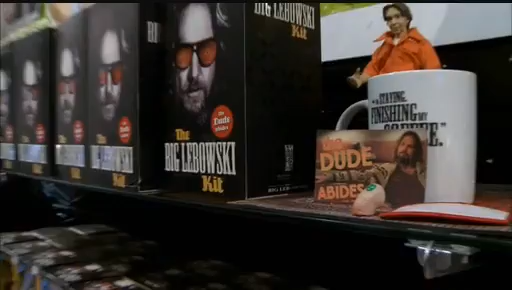 BIG LEBOWSKI
Kit
The Dude
abides
The
BIG LEBOWSKI
Kit
BIG LEBOWSKI
Kit
STAYING.
FINISHING MY
COFFEE."
The
DUDE
ABIDES